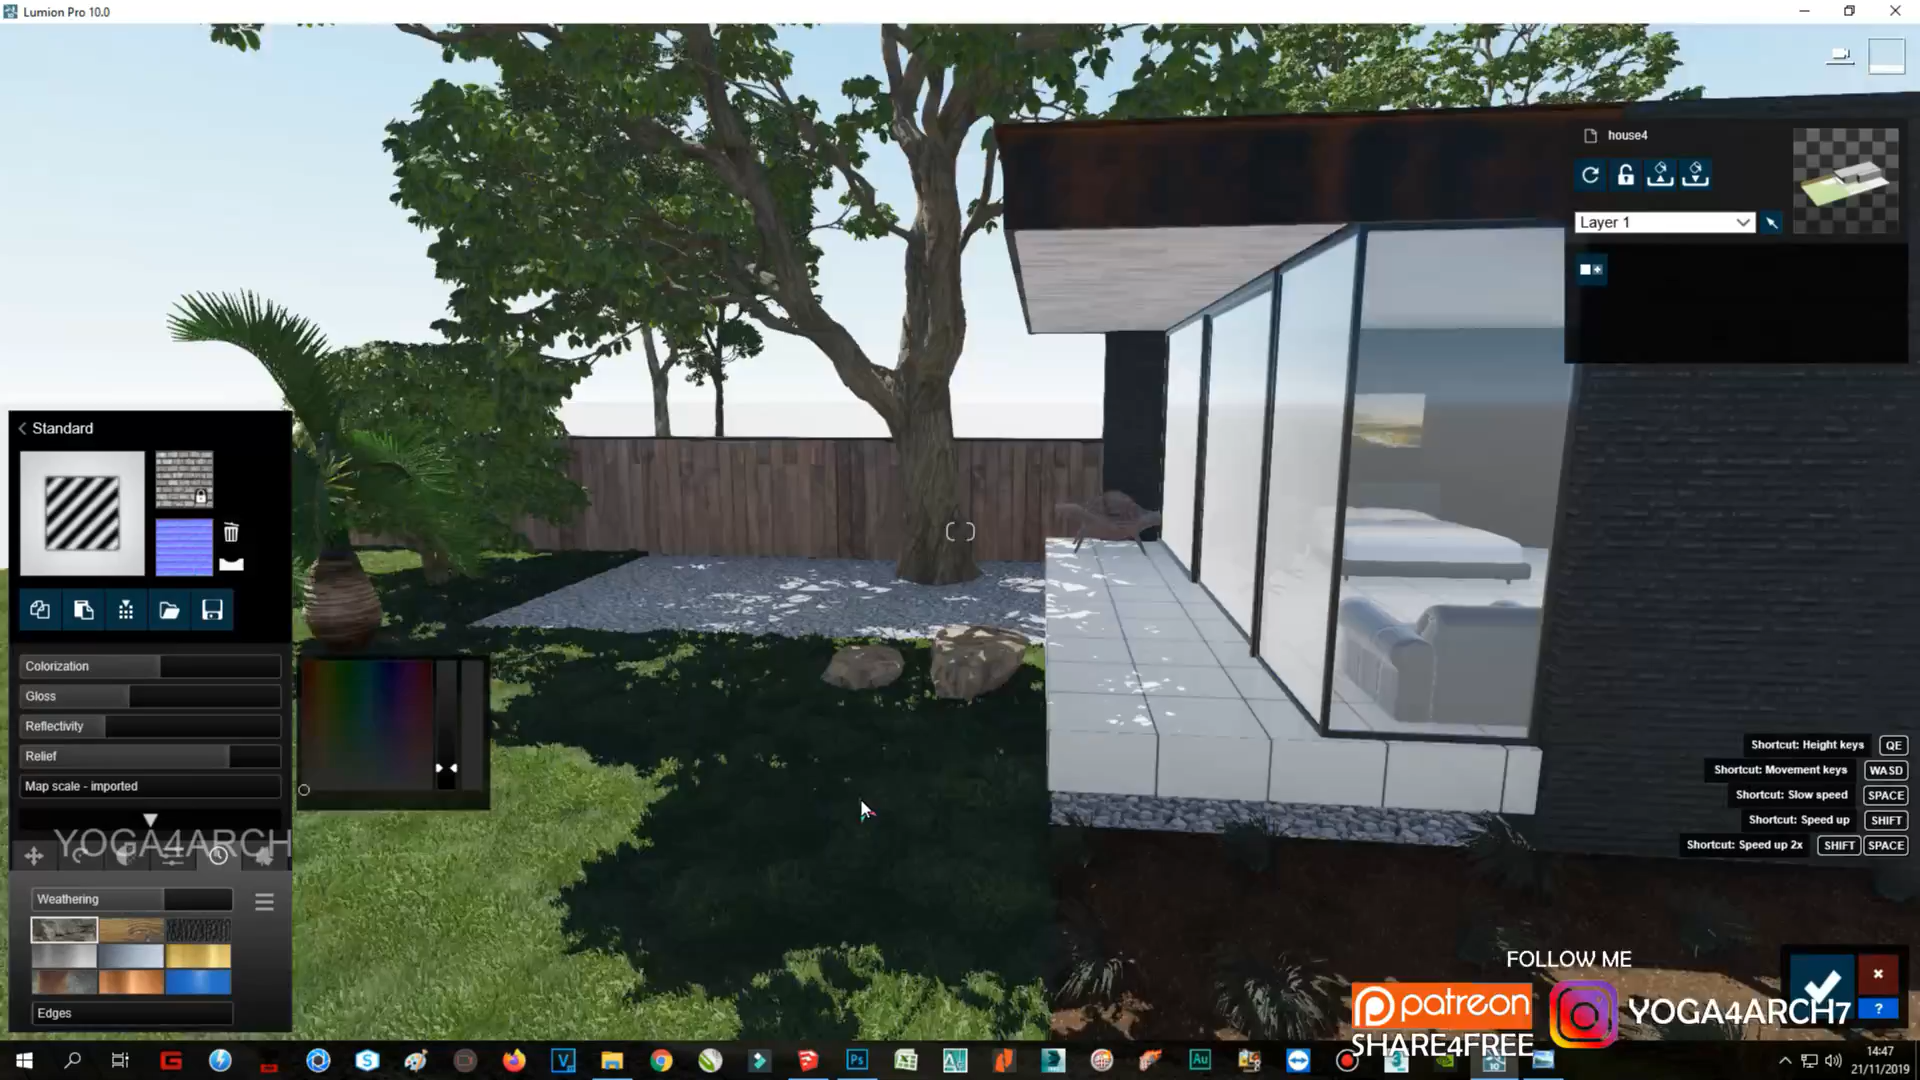 Lumion Pro 10.0
house4
Layer 1
Standard
Colorization
Gloss
Reflectivity
Relief
Map scale - imported
YOGA4ARCH
Weathering
Edges
Shortcut: Height keys QE
Shortcut: Movement keys WASD
Shortcut: Slow speed SPACE
Shortcut: Speed up SHIFT
Shortcut: Speed up 2x SHIFT SPACE
FOLLOW ME
patreon
SHARE4FREE
YOGA4ARCH7
?
Ps
Au
14:47
21/11/2019